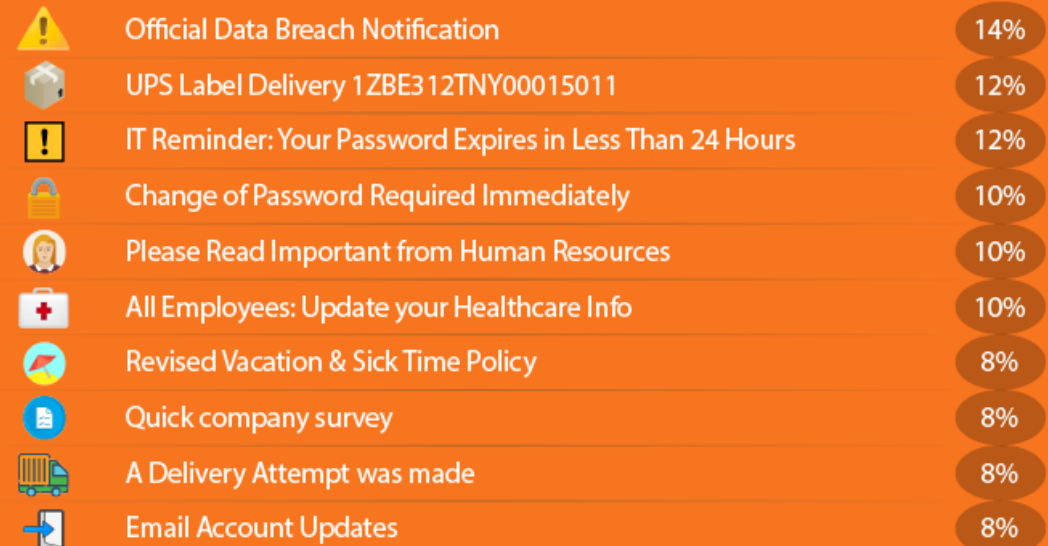 Official Data Breach Notification 14%
UPS Label Delivery 1ZBE312TNY00015011 12%
IT Reminder: Your Password Expires in Less Than 24 Hours 12%
Change of Password Required Immediately 10%
Please Read Important from Human Resources 10%
All Employees: Update your Healthcare Info 10%
Revised Vacation & Sick Time Policy 8%
Quick company survey 8%
A Delivery Attempt was made 8%
Email Account Updates 8%